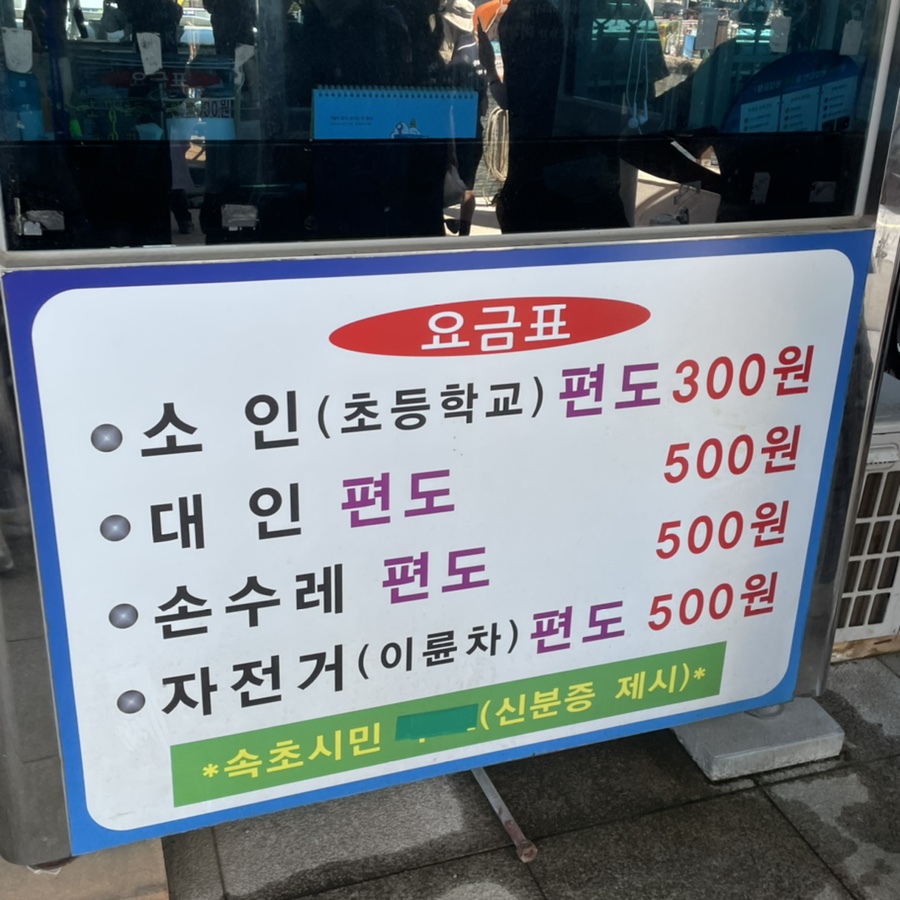 요금표
소 인(초등학교) 편도 300원
대 인 편도 500원
손수레 편도 500원
자전거(이륜차) 편도 500원
*속초시민 (신분증 제시)*